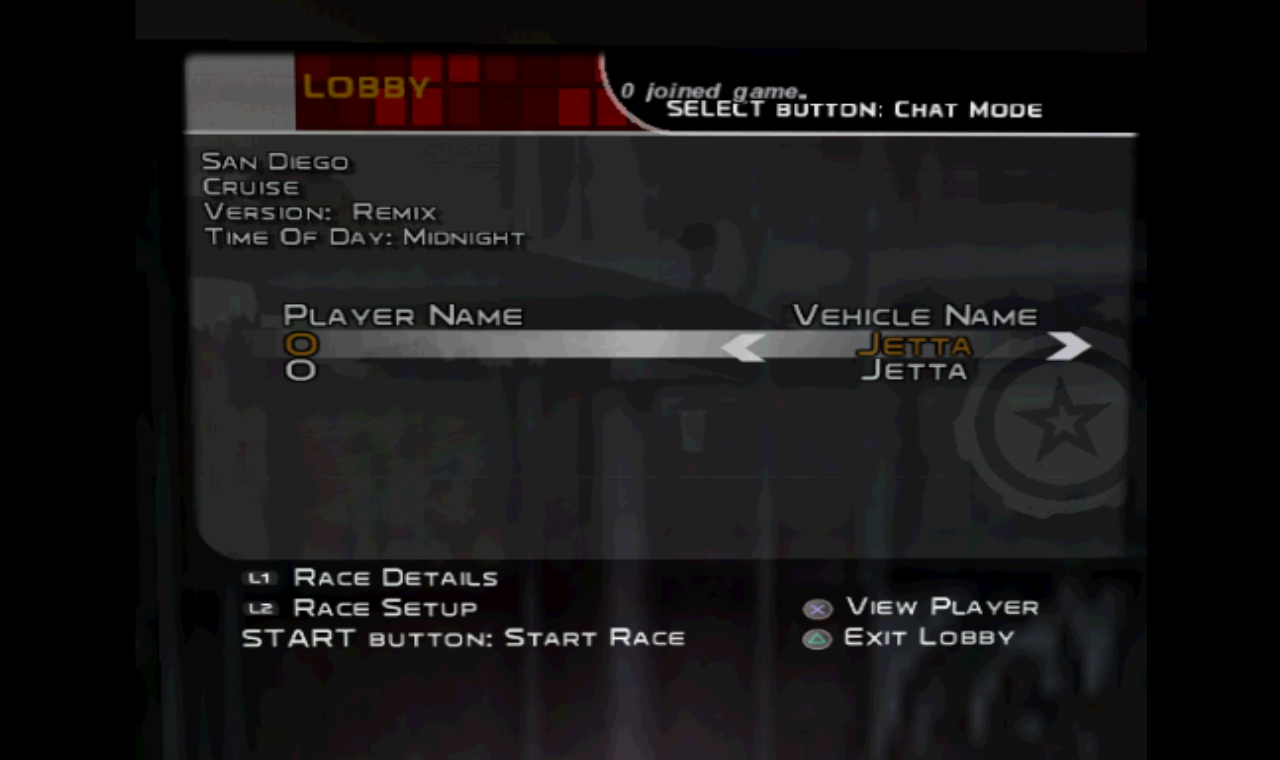 LOBBY
0 joined game.
SELECT BUTTON: CHAT MODE
SAN DIEGO
CRUISE
VERSION: REMIX
TIME OF DAY: MIDNIGHT
PLAYER NAME VEHICLE NAME
O JETTA
O JETTA
L1 RACE DETAILS
L2 RACE SETUP
VIEW PLAYER
START BUTTON: START RACE
EXIT LOBBY